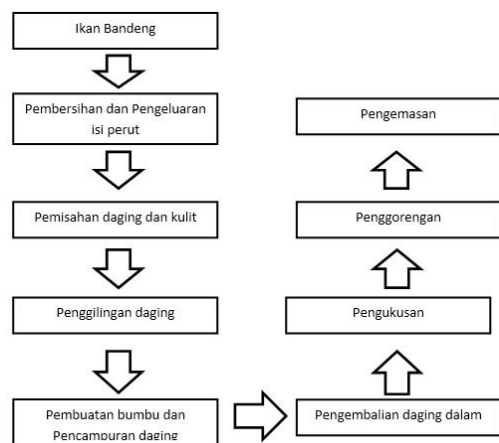 Ikan Bandeng
Pembersihan dan Pengeluaran
isi perut
Pemisahan daging dan kulit
Penggilingan daging
Pembuatan bumbu dan
Pencampuran daging
Pengembalian daging dalam
Pengukusan
Penggorengan
Pengemasan